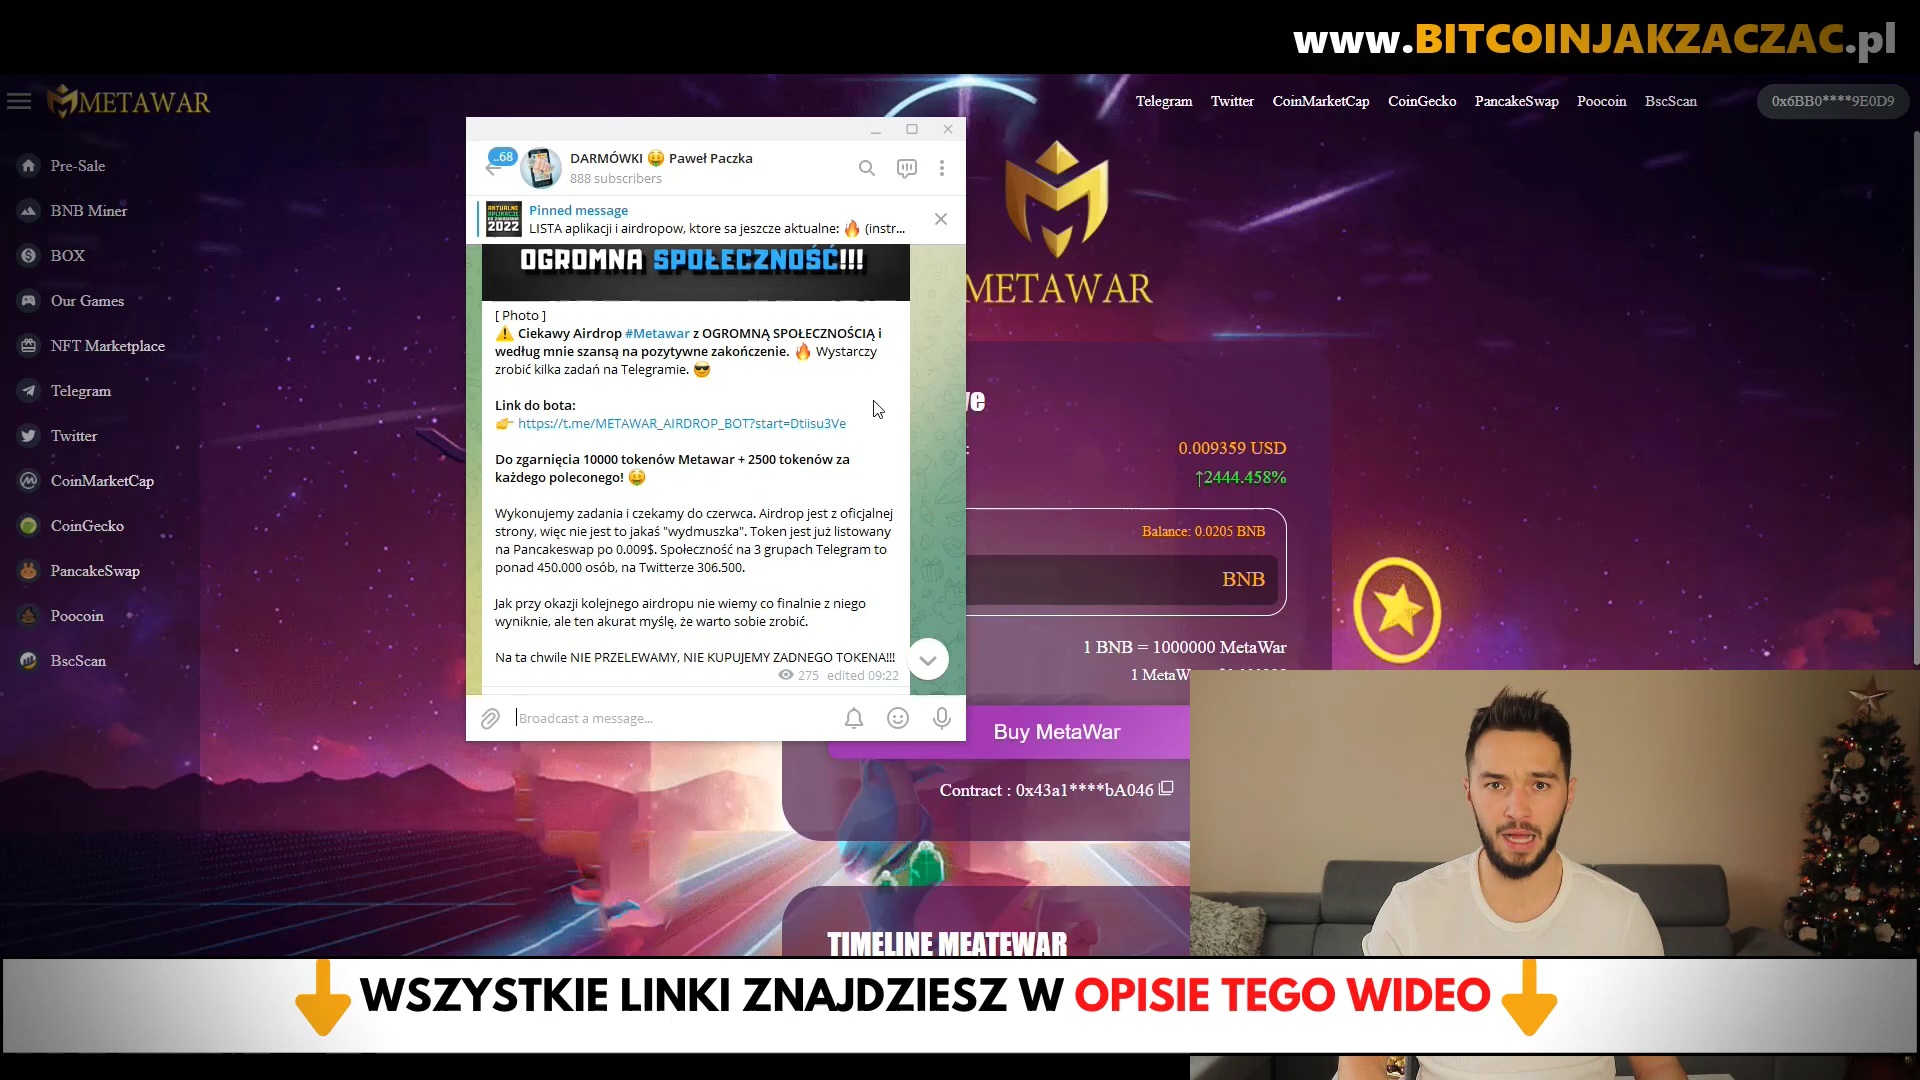 www.BITCOINJAKZACZAC.pl
METAWAR
Telegram
Twitter
CoinMarketCap
CoinGecko
PancakeSwap
Poocoin
BscScan
0x6BB0****9E0D9
Pre-Sale
BNB Miner
BOX
Our Games
NFT Marketplace
Telegram
Twitter
CoinMarketCap
CoinGecko
PancakeSwap
Poocoin
BscScan
..68
DARMÓWKI 🤑 Paweł Paczka
888 subscribers
AKTUALNE
APLIKACJE
2022
Pinned message
LISTA aplikacji i airdropow, ktore sa jeszcze aktualne: 🔥 (instr...
OGROMNA SPOŁECZNOŚĆ!!!
[ Photo ]
⚠️ Ciekawy Airdrop #Metawar z OGROMNĄ SPOŁECZNOŚCIĄ i
według mnie szansą na pozytywne zakończenie. 🔥 Wystarczy
zrobić kilka zadań na Telegramie. 😎
Link do bota:
👉 https://t.me/METAWAR_AIRDROP_BOT?start=Dtiisu3Ve
Do zgarnięcia 10000 tokenów Metawar + 2500 tokenów za
każdego poleconego! 🤑
Wykonujemy zadania i czekamy do czerwca. Airdrop jest z oficjalnej
strony, więc nie jest to jakaś "wydmuszka". Token jest już listowany
na Pancakeswap po 0.009$. Społeczność na 3 grupach Telegram to
ponad 450.000 osób, na Twitterze 306.500.
Jak przy okazji kolejnego airdropu nie wiemy co finalnie z niego
wyniknie, ale ten akurat myślę, że warto sobie zrobić.
Na ta chwile NIE PRZELEWAMY, NIE KUPUJEMY ZADNEGO TOKENA!!!
275 edited 09:22
Broadcast a message...
METAWAR
ve
:
0.009359 USD
↑2444.458%
Balance: 0.0205 BNB
BNB
1 BNB = 1000000 MetaWar
1 MetaW
Buy MetaWar
Contract : 0x43a1****bA046
TIMELINE MEATEWAR
WSZYSTKIE LINKI ZNAJDZIESZ W OPISIE TEGO WIDEO